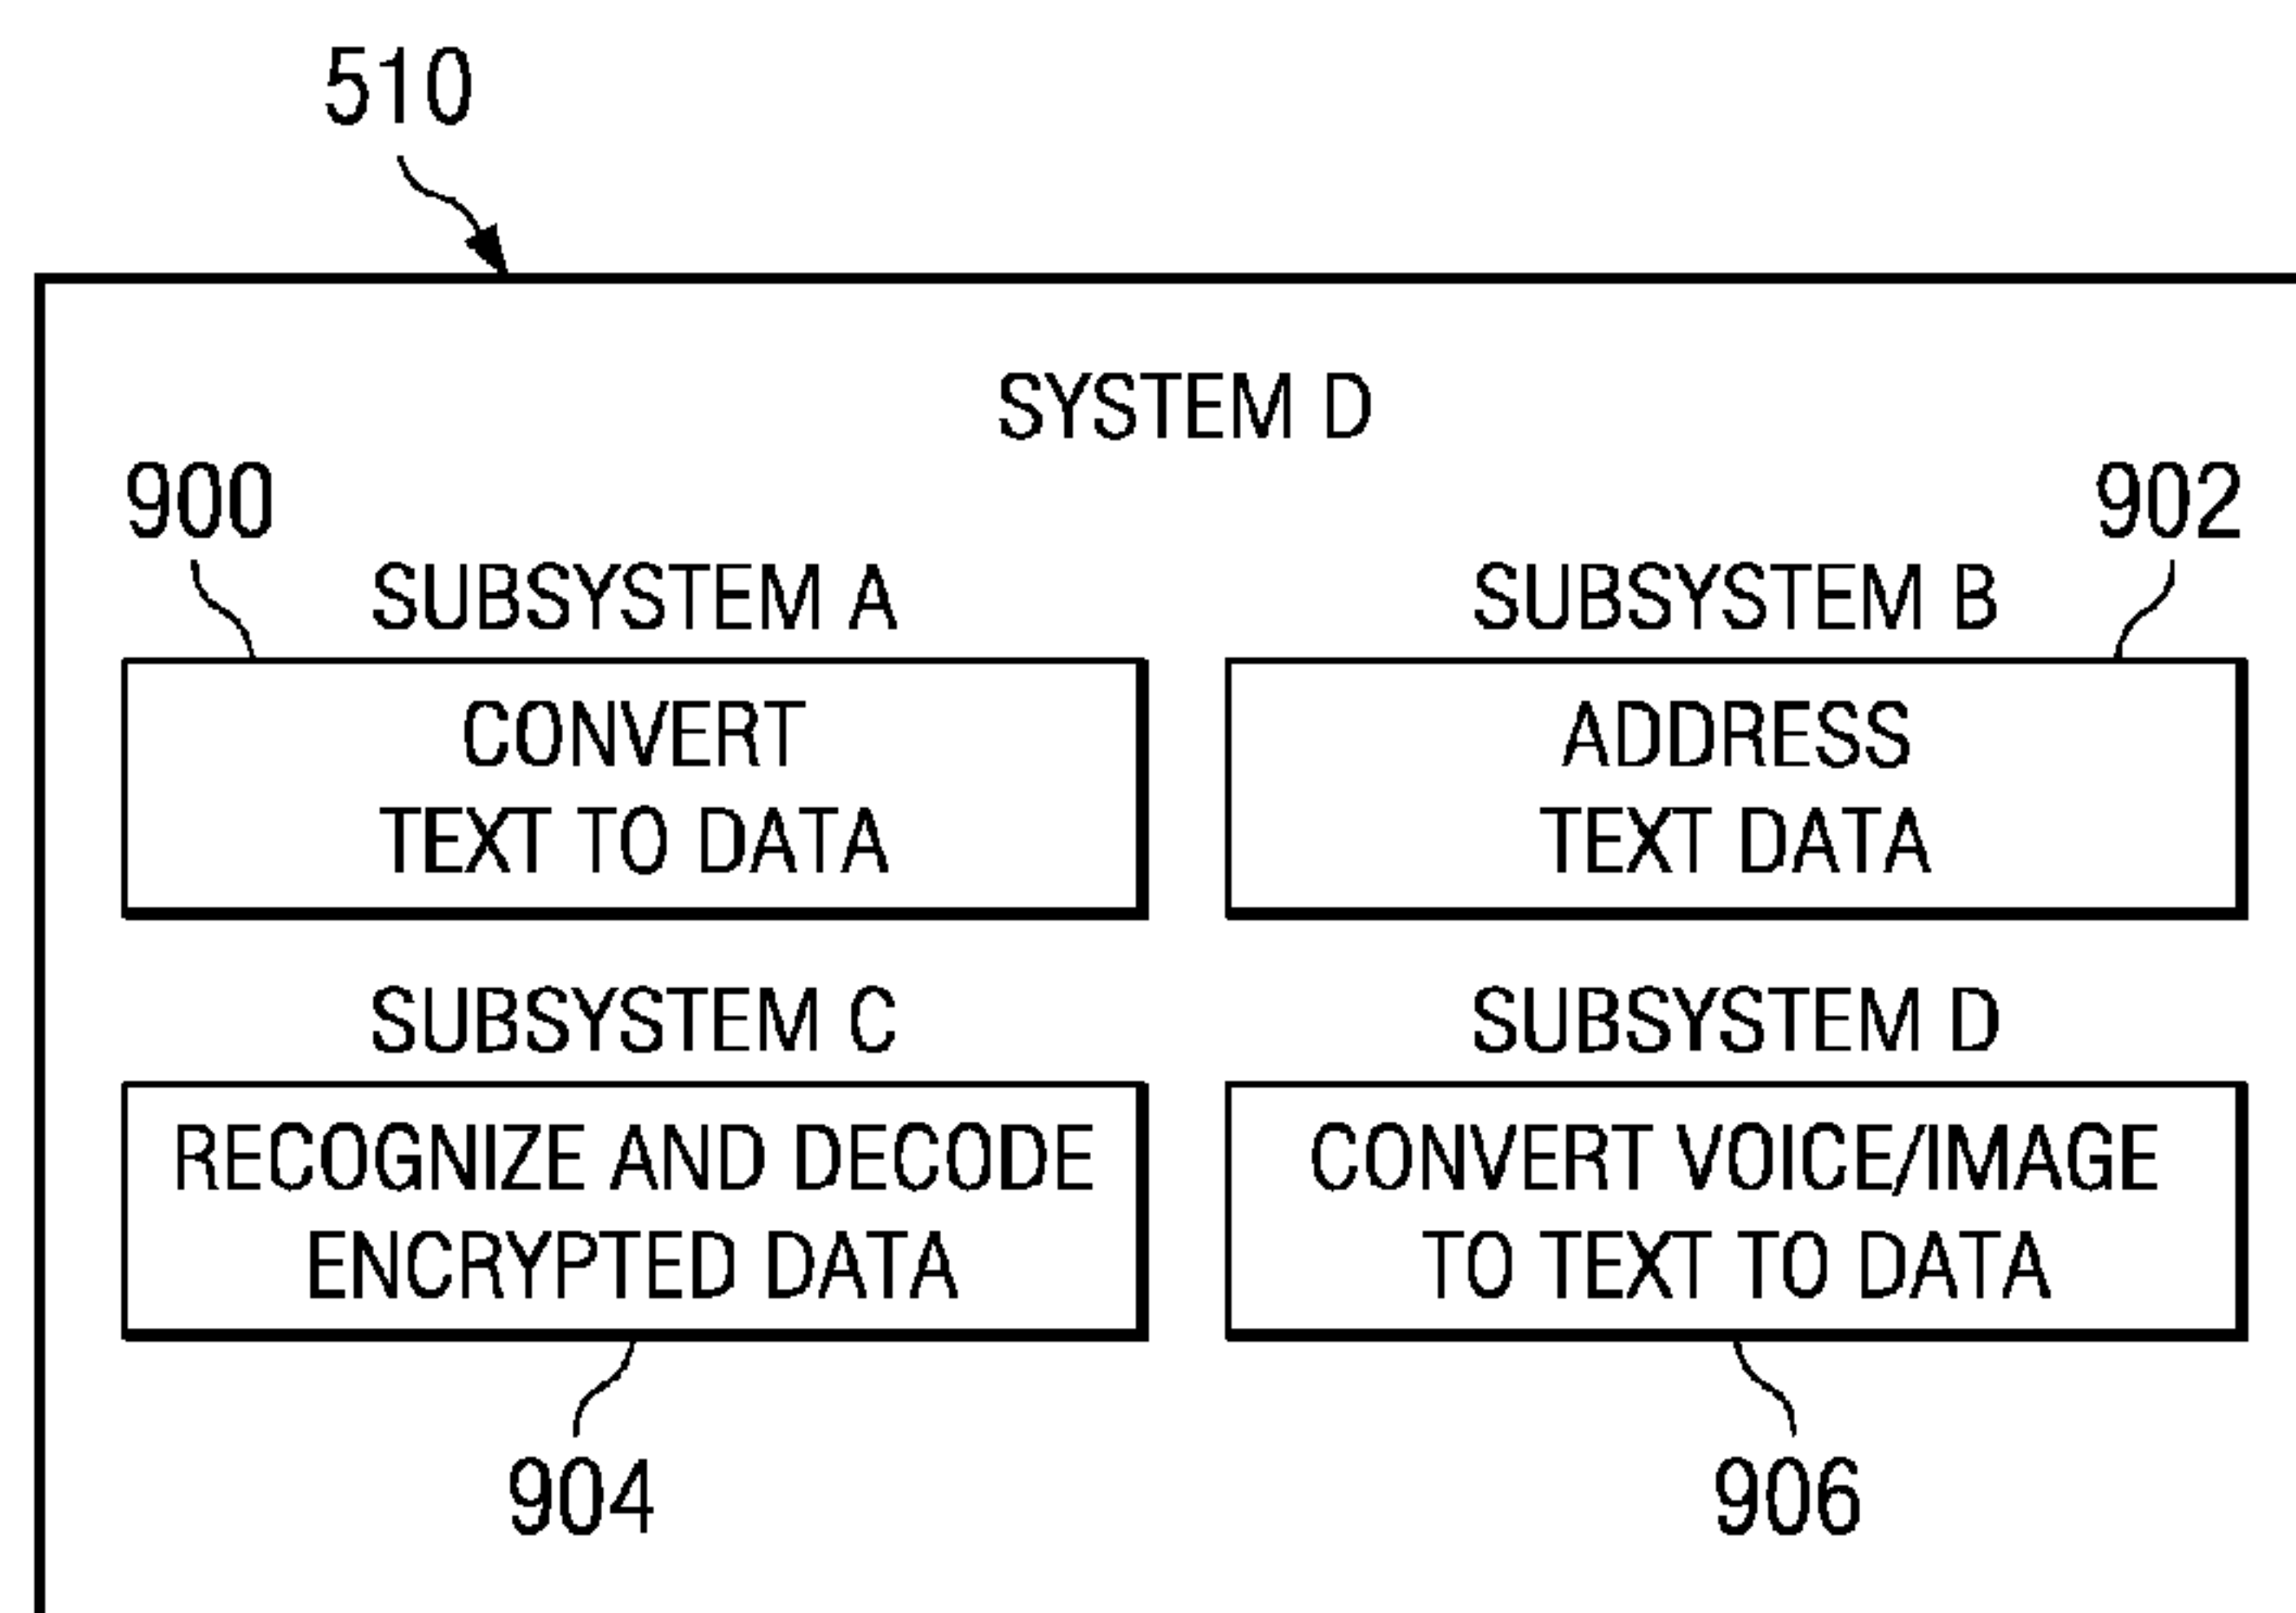 510
SYSTEM D
900
902
SUBSYSTEM A
SUBSYSTEM B
CONVERT
TEXT TO DATA
ADDRESS
TEXT DATA
SUBSYSTEM C
SUBSYSTEM D
RECOGNIZE AND DECODE
ENCRYPTED DATA
CONVERT VOICE/IMAGE
TO TEXT TO DATA
904
906